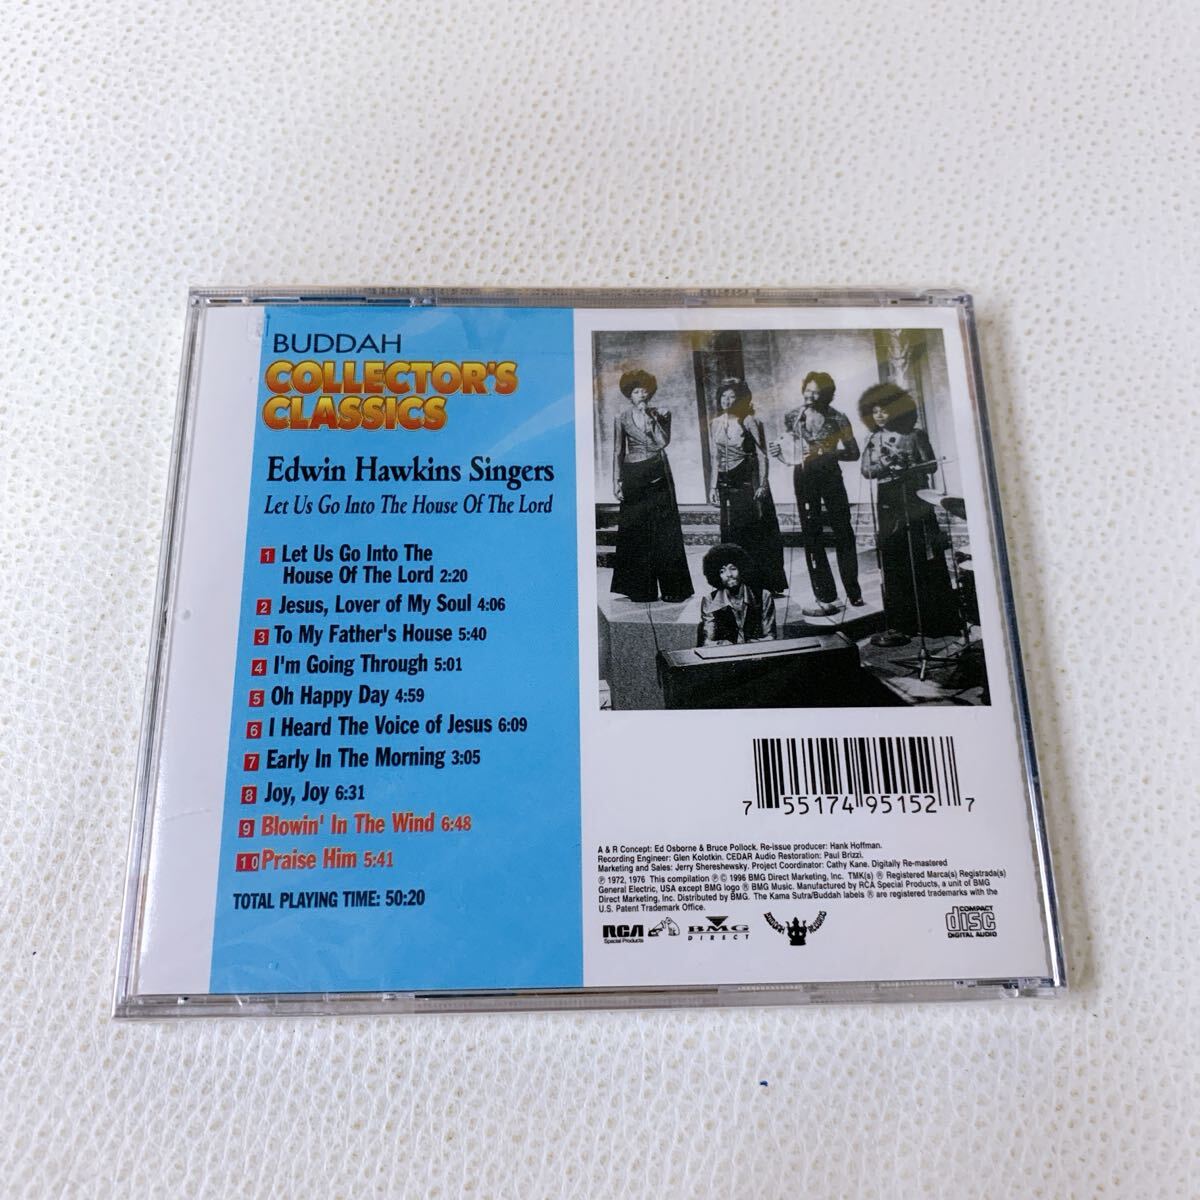 BUDDAH
COLLECTOR'S
CLASSICS
Edwin Hawkins Singers
Let Us Go Into The House Of The Lord
1 Let Us Go Into The
House Of The Lord 2:20
2 Jesus, Lover of My Soul 4:06
3 To My Father's House 5:40
4 I'm Going Through 5:01
5 Oh Happy Day 4:59
6 I Heard The Voice of Jesus 6:09
7 Early In The Morning 3:05
8 Joy, Joy 6:31
9 Blowin' In The Wind 6:48
10 Praise Him 5:41
TOTAL PLAYING TIME: 50:20
7 55174 95152 7
A & R Concept: Ed Osborne & Bruce Pollock. Re-issue producer: Hank Hoffman.
Recording Engineer: Glen Kolotkin. CEDAR Audio Restoration: Paul Brizzi.
Marketing and Sales: Jerry Shereshewsky. Project Coordinator: Cathy Kane. Digitally Re-mastered
℗ 1972, 1976 This compilation ℗ © 1996 BMG Direct Marketing, Inc. TMK(s) ® Registered Marca(s) Registrada(s)
General Electric, USA except BMG logo ® BMG Music. Manufactured by RCA Special Products, a unit of BMG
Direct Marketing, Inc. Distributed by BMG. The Kama Sutra/Buddah labels ® are registered trademarks with the
U.S. Patent Trademark Office.
RCA
Special Products
BMG
DIRECT
BUDDAH RECORDS
COMPACT
disc
DIGITAL AUDIO